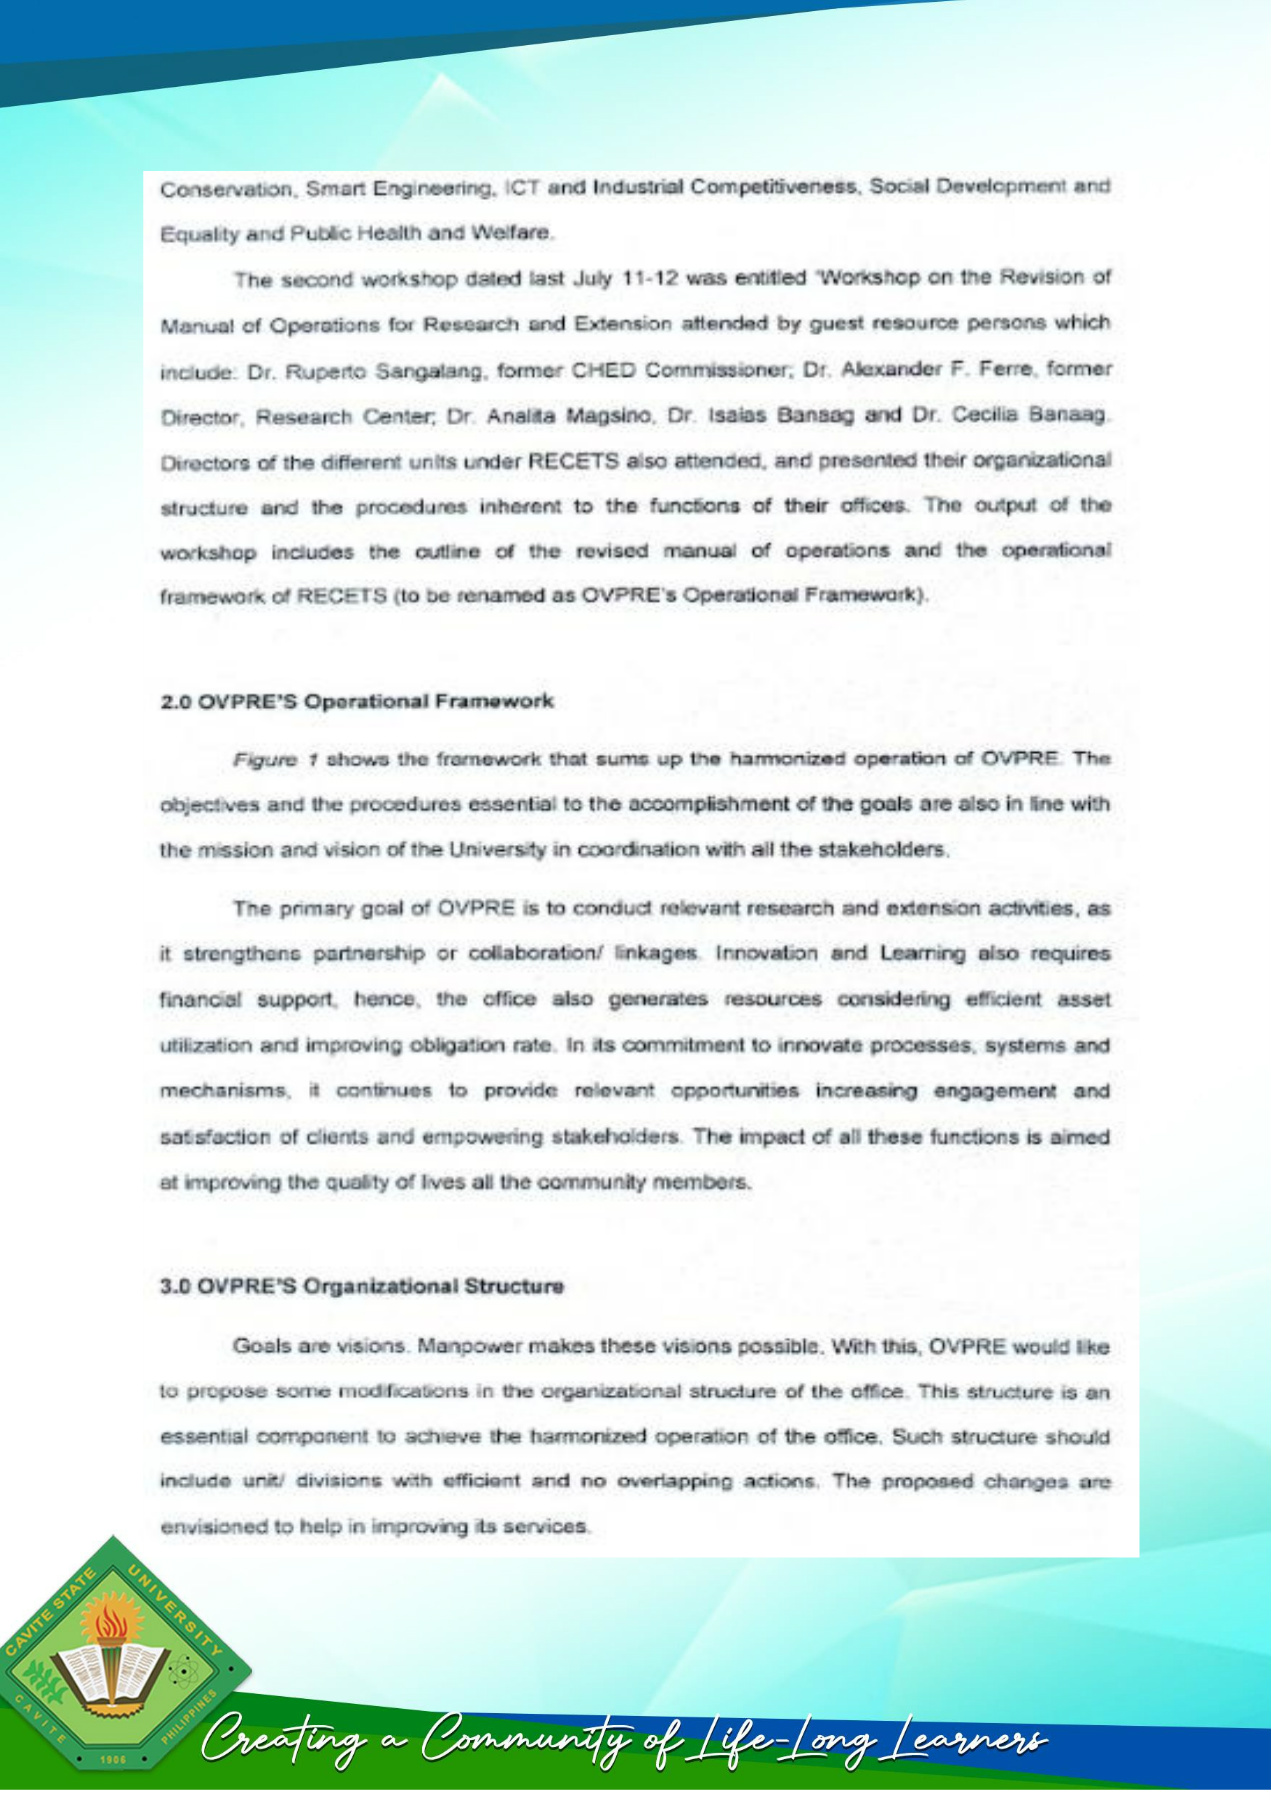 Conservation, Smart Engineering, ICT and Industrial Competitiveness, Social Development and
Equality and Public Health and Welfare.
The second workshop dated last July 11-12 was entitled 'Workshop on the Revision of
Manual of Operations for Research and Extension attended by guest resource persons which
include: Dr. Ruperto Sangalang, former CHED Commissioner; Dr. Alexander F. Ferre, former
Director, Research Center; Dr. Analita Magsino, Dr. Isaias Banaag and Dr. Cecilia Banaag.
Directors of the different units under RECETS also attended, and presented their organizational
structure and the procedures inherent to the functions of their offices. The output of the
workshop includes the outline of the revised manual of operations and the operational
framework of RECETS (to be renamed as OVPRE's Operational Framework).
2.0 OVPRE'S Operational Framework
Figure 1 shows the framework that sums up the harmonized operation of OVPRE. The
objectives and the procedures essential to the accomplishment of the goals are also in line with
the mission and vision of the University in coordination with all the stakeholders.
The primary goal of OVPRE is to conduct relevant research and extension activities, as
it strengthens partnership or collaboration/ linkages. Innovation and Learning also requires
financial support, hence, the office also generates resources considering efficient asset
utilization and improving obligation rate. In its commitment to innovate processes, systems and
mechanisms, it continues to provide relevant opportunities increasing engagement and
satisfaction of clients and empowering stakeholders. The impact of all these functions is aimed
at improving the quality of lives all the community members.
3.0 OVPRE'S Organizational Structure
Goals are visions. Manpower makes these visions possible. With this, OVPRE would like
to propose some modifications in the organizational structure of the office. This structure is an
essential component to achieve the harmonized operation of the office. Such structure should
include unit/ divisions with efficient and no overlapping actions. The proposed changes are
envisioned to help in improving its services.
CAVITE STATE UNIVERSITY
CAVITE 1906 PHILIPPINES
Creating a Community of Life-Long Learners